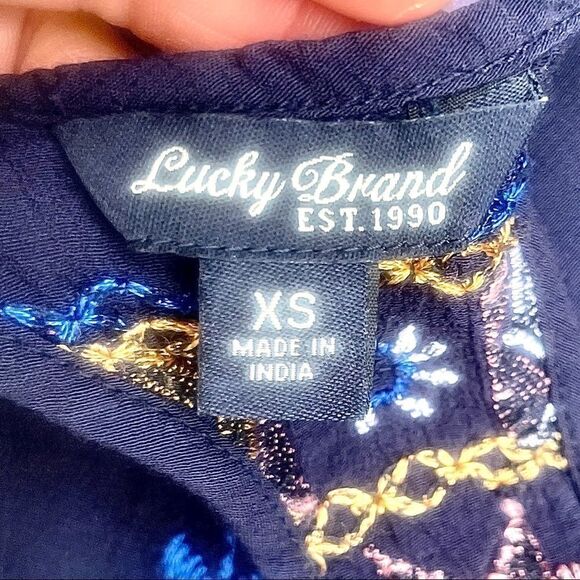 Lucky Brand
EST. 1990
XS
MADE IN
INDIA